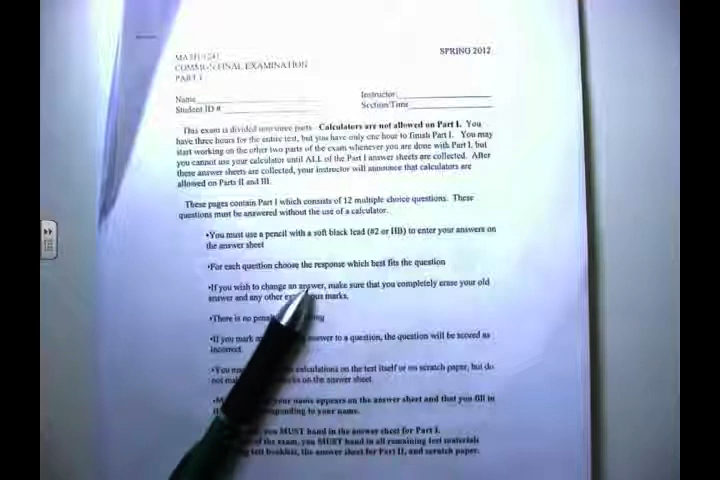 MATH 1241
SPRING 2012
COMMON FINAL EXAMINATION
PART I
Name
Instructor:
Student ID #
Section/Time
This exam is divided into three parts. Calculators are not allowed on Part I. You
have three hours for the entire test, but you have only one hour to finish Part I. You may
start working on the other two parts of the exam whenever you are done with Part I, but
you cannot use your calculator until ALL of the Part I answer sheets are collected. After
these answer sheets are collected, your instructor will announce that calculators are
allowed on Parts II and III.
These pages contain Part I which consists of 12 multiple choice questions. These
questions must be answered without the use of a calculator.
•You must use a pencil with a soft black lead (#2 or HB) to enter your answers on
the answer sheet
•For each question choose the response which best fits the question
•If you wish to change an answer, make sure that you completely erase your old
answer and any other marks.
•There is no
•If you mark answer to a question, the question will be scored as
incorrect.
•You calculations on the test itself or on scratch paper, but do
not marks on the answer sheet
your name appears on the answer sheet and that you fill in
to your name.
you MUST hand in the answer sheet for Part I.
of the exam, you MUST hand in all remaining test materials
test booklet, the answer sheet for Part II, and scratch paper.